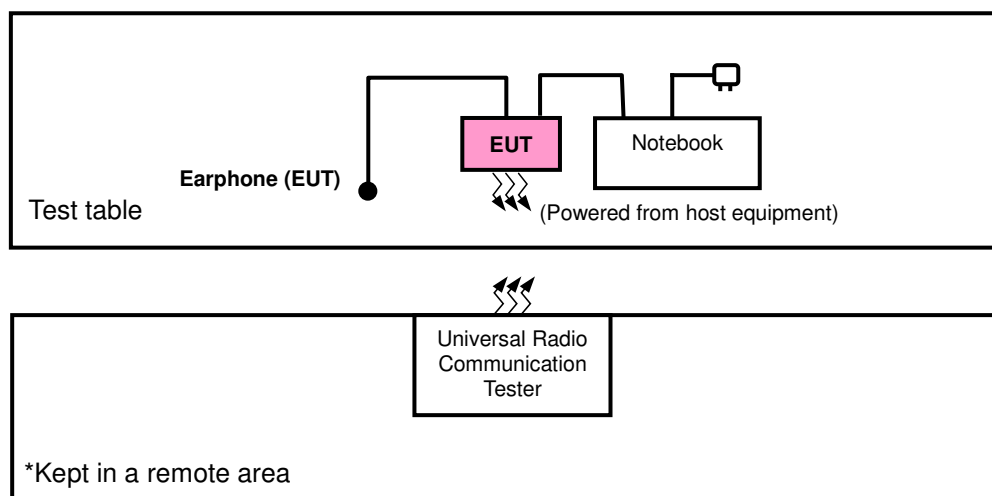 EUT
Notebook
Earphone (EUT)
Test table
(Powered from host equipment)
Universal Radio
Communication
Tester
*Kept in a remote area